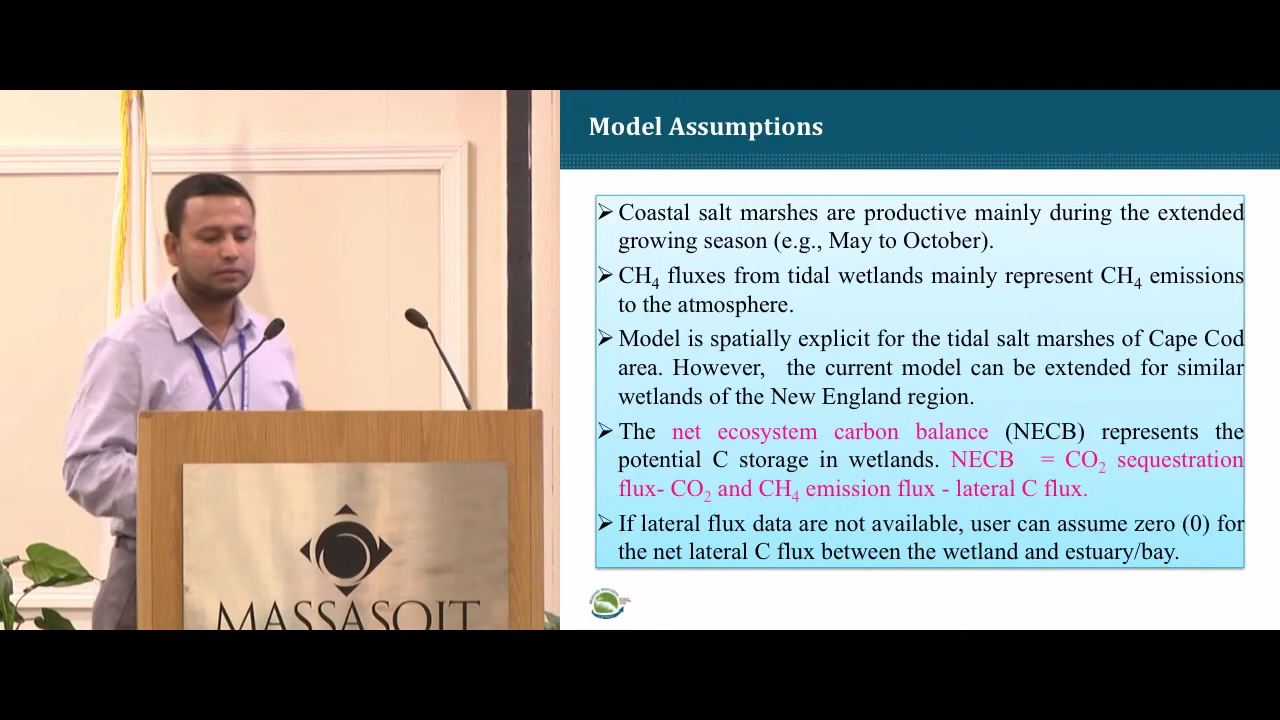 Model Assumptions
➢ Coastal salt marshes are productive mainly during the extended
growing season (e.g., May to October).
➢ CH₄ fluxes from tidal wetlands mainly represent CH₄ emissions
to the atmosphere.
➢ Model is spatially explicit for the tidal salt marshes of Cape Cod
area. However, the current model can be extended for similar
wetlands of the New England region.
➢ The net ecosystem carbon balance (NECB) represents the
potential C storage in wetlands. NECB = CO₂ sequestration
flux- CO₂ and CH₄ emission flux - lateral C flux.
➢ If lateral flux data are not available, user can assume zero (0) for
the net lateral C flux between the wetland and estuary/bay.
MASSASOIT